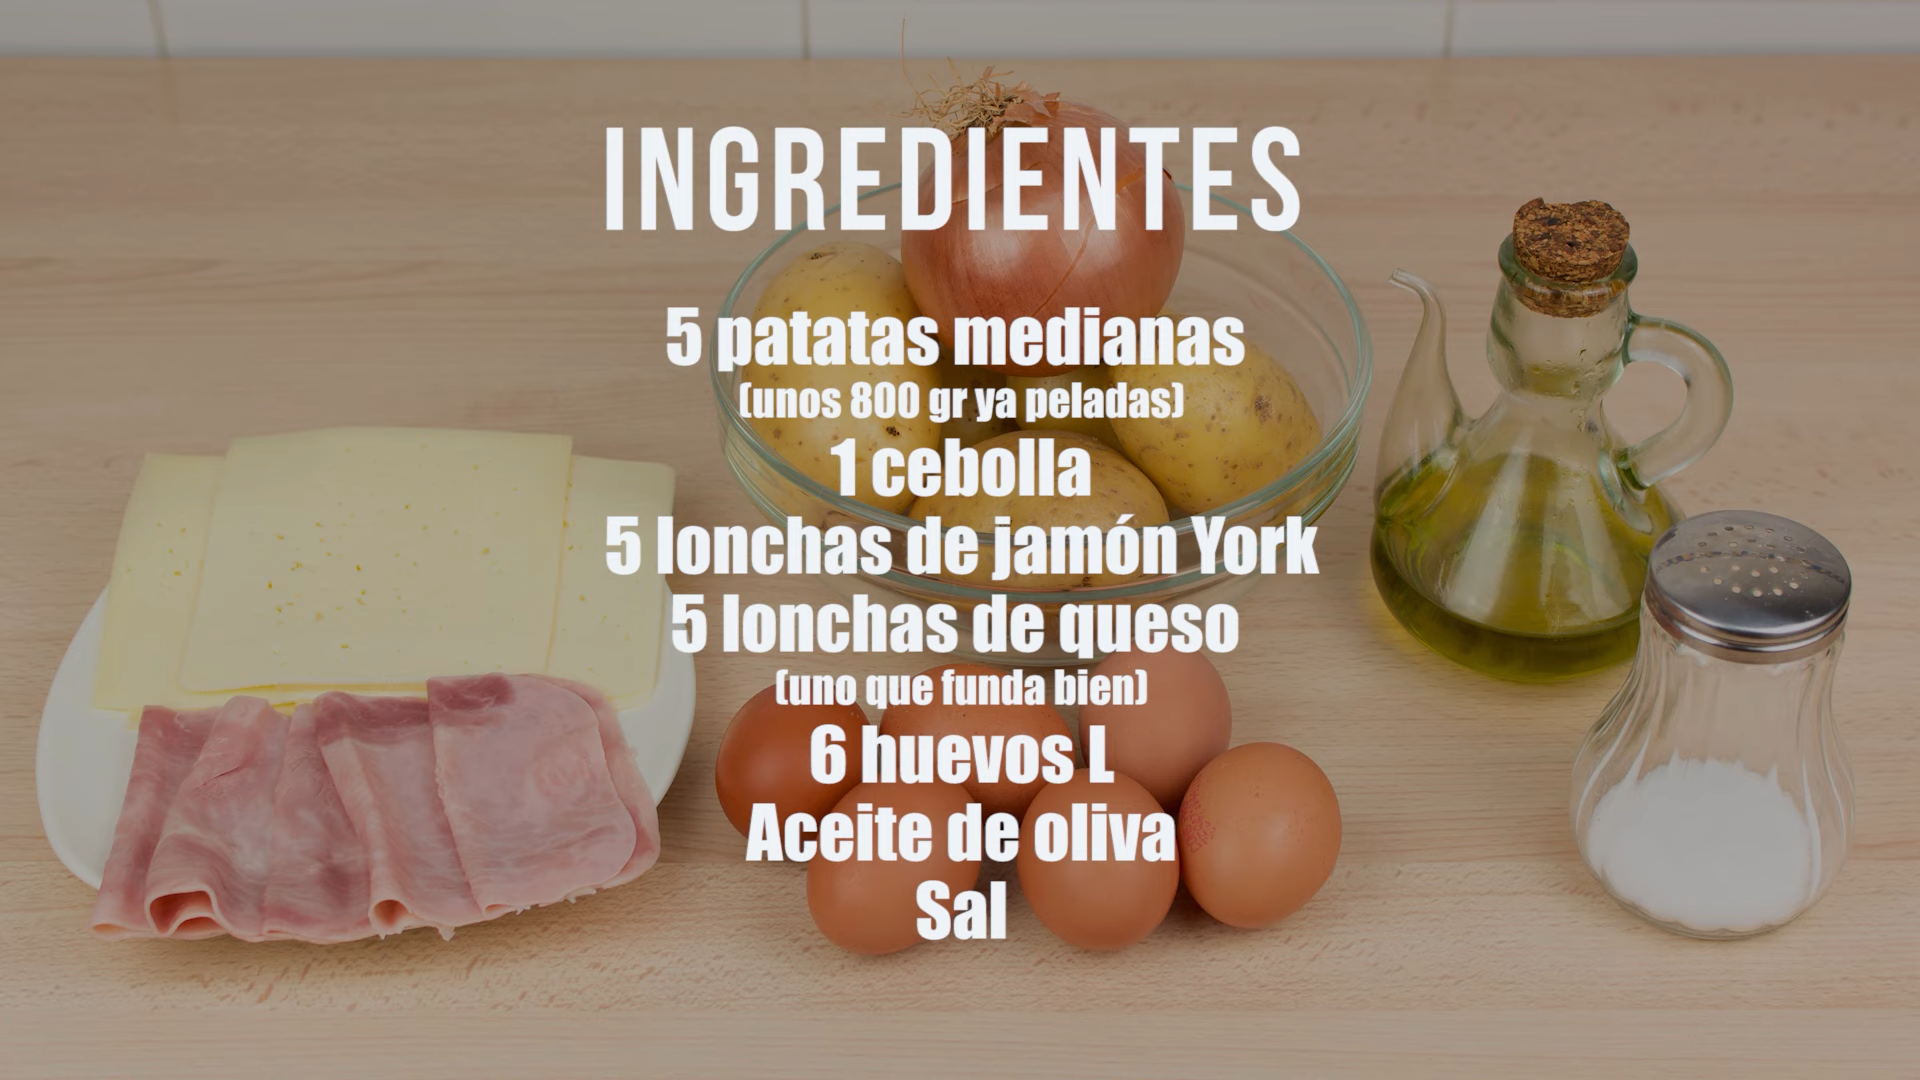 INGREDIENTES
5 patatas medianas
(unos 800 gr ya peladas)
1 cebolla
5 lonchas de jamón York
5 lonchas de queso
(uno que funda bien)
6 huevos L
Aceite de oliva
Sal